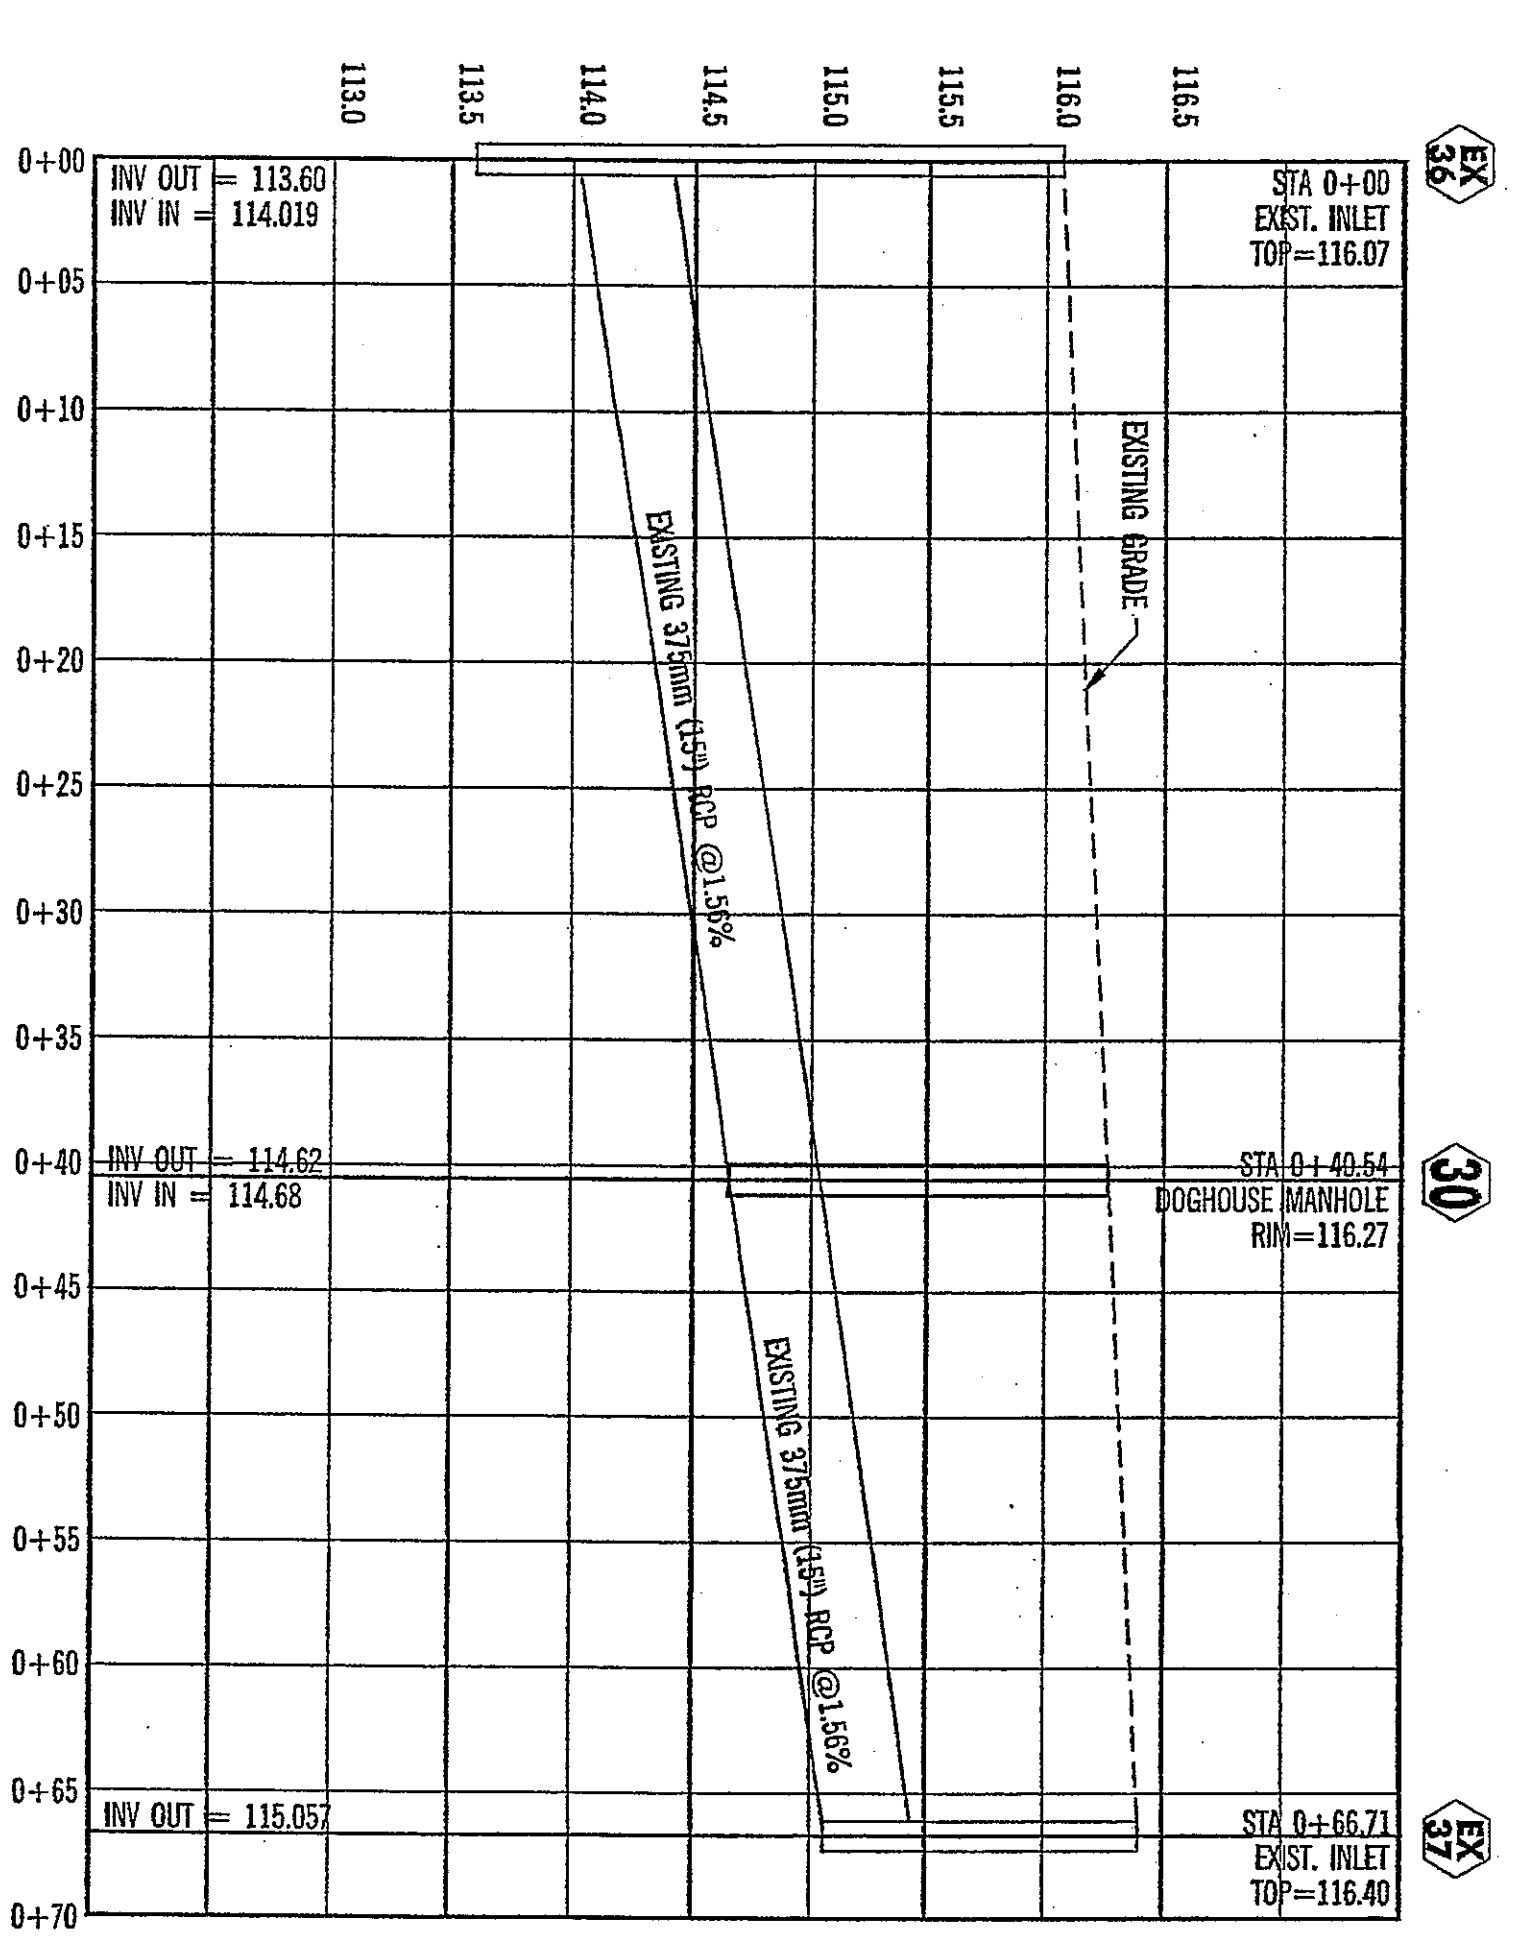 113.0
113.5
114.0
114.5
115.0
115.5
116.0
116.5
EX
36
0+00
INV OUT = 113.60
INV IN = 114.019
STA 0+00
EXIST. INLET
TOP=116.07
0+05
0+10
EXISTING GRADE
0+15
EXISTING 375mm (15") RCP @1.56%
0+20
0+25
0+30
0+35
0+40
INV OUT = 114.62
INV IN = 114.68
STA 0+40.54
DOGHOUSE MANHOLE
RIM=116.27
30
0+45
0+50
EXISTING 375mm (15") RCP @1.56%
0+55
0+60
0+65
INV OUT = 115.057
STA 0+66.71
EXIST. INLET
TOP=116.40
EX
37
0+70